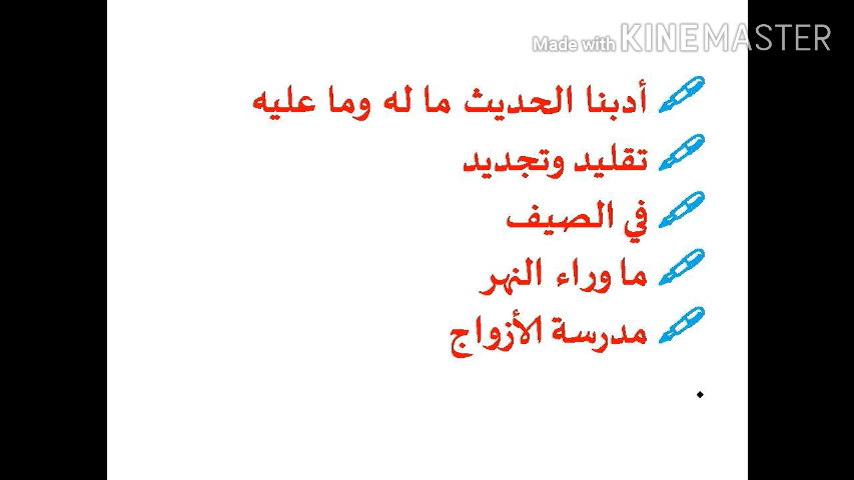 Made with KINEMASTER
أدبنا الحديث ما له وما عليه
تقليد وتجديد
في الصيف
ما وراء النهر
مدرسة الأزواج